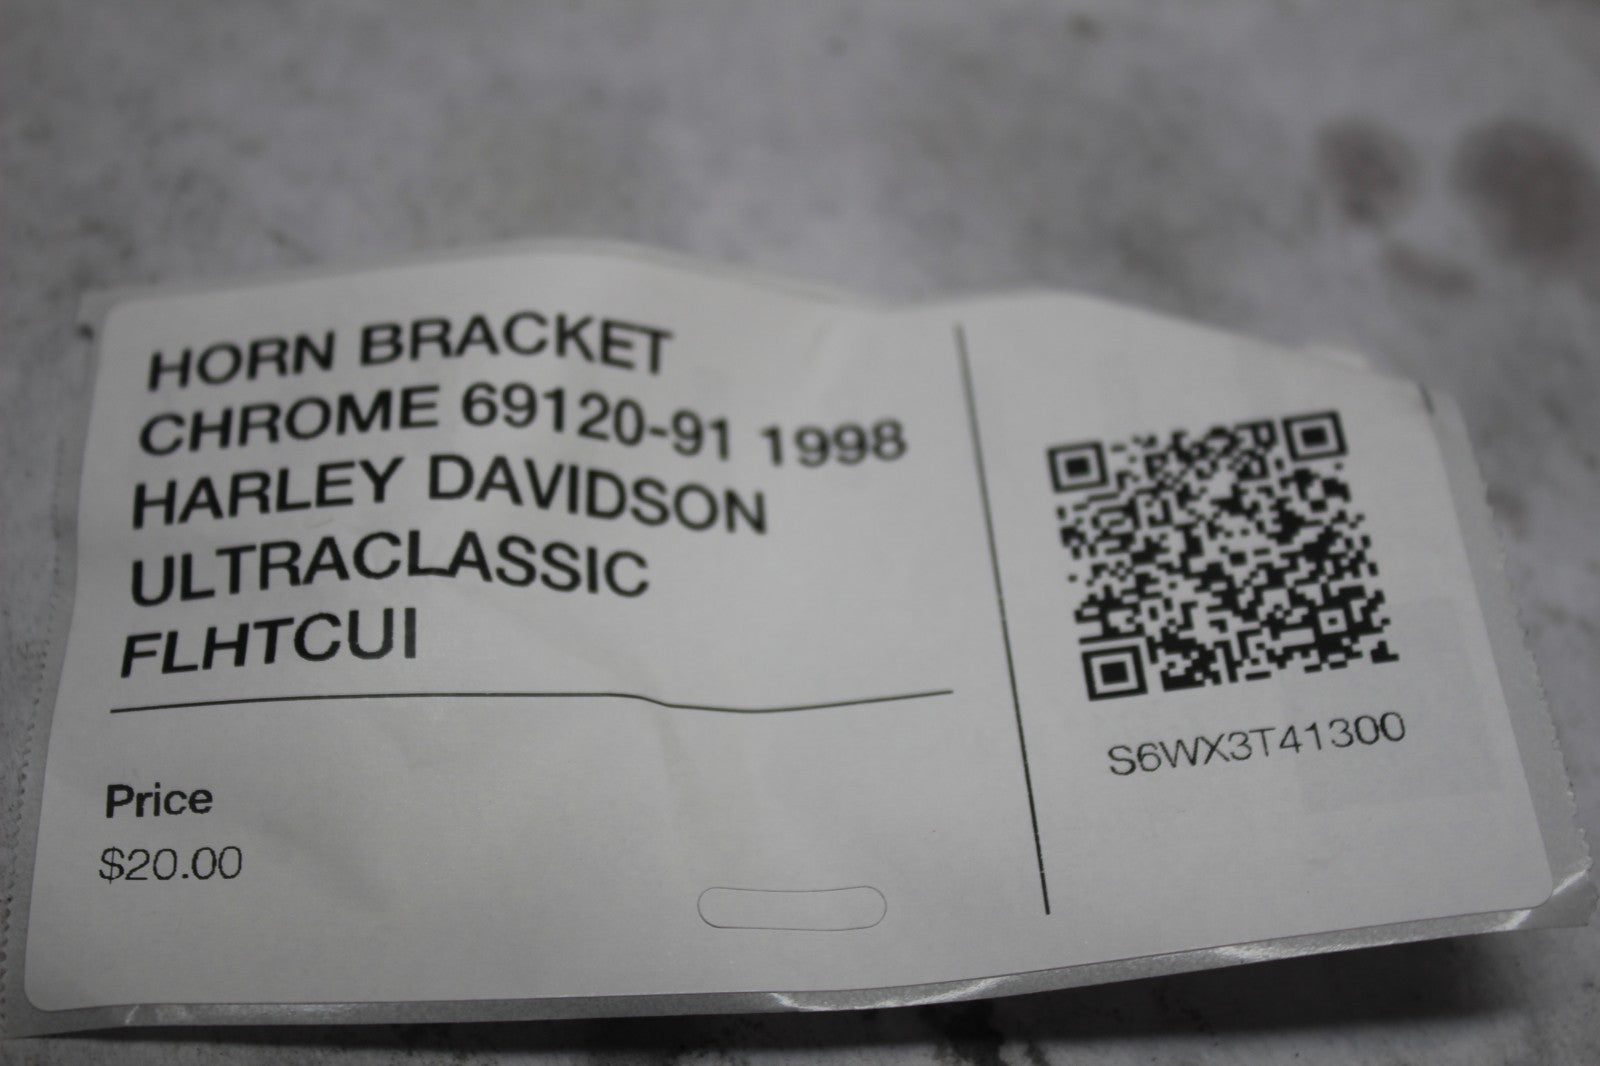 HORN BRACKET
CHROME 69120-91 1998
HARLEY DAVIDSON
ULTRACLASSIC
FLHTCUI
Price
$20.00
S6WX3T41300